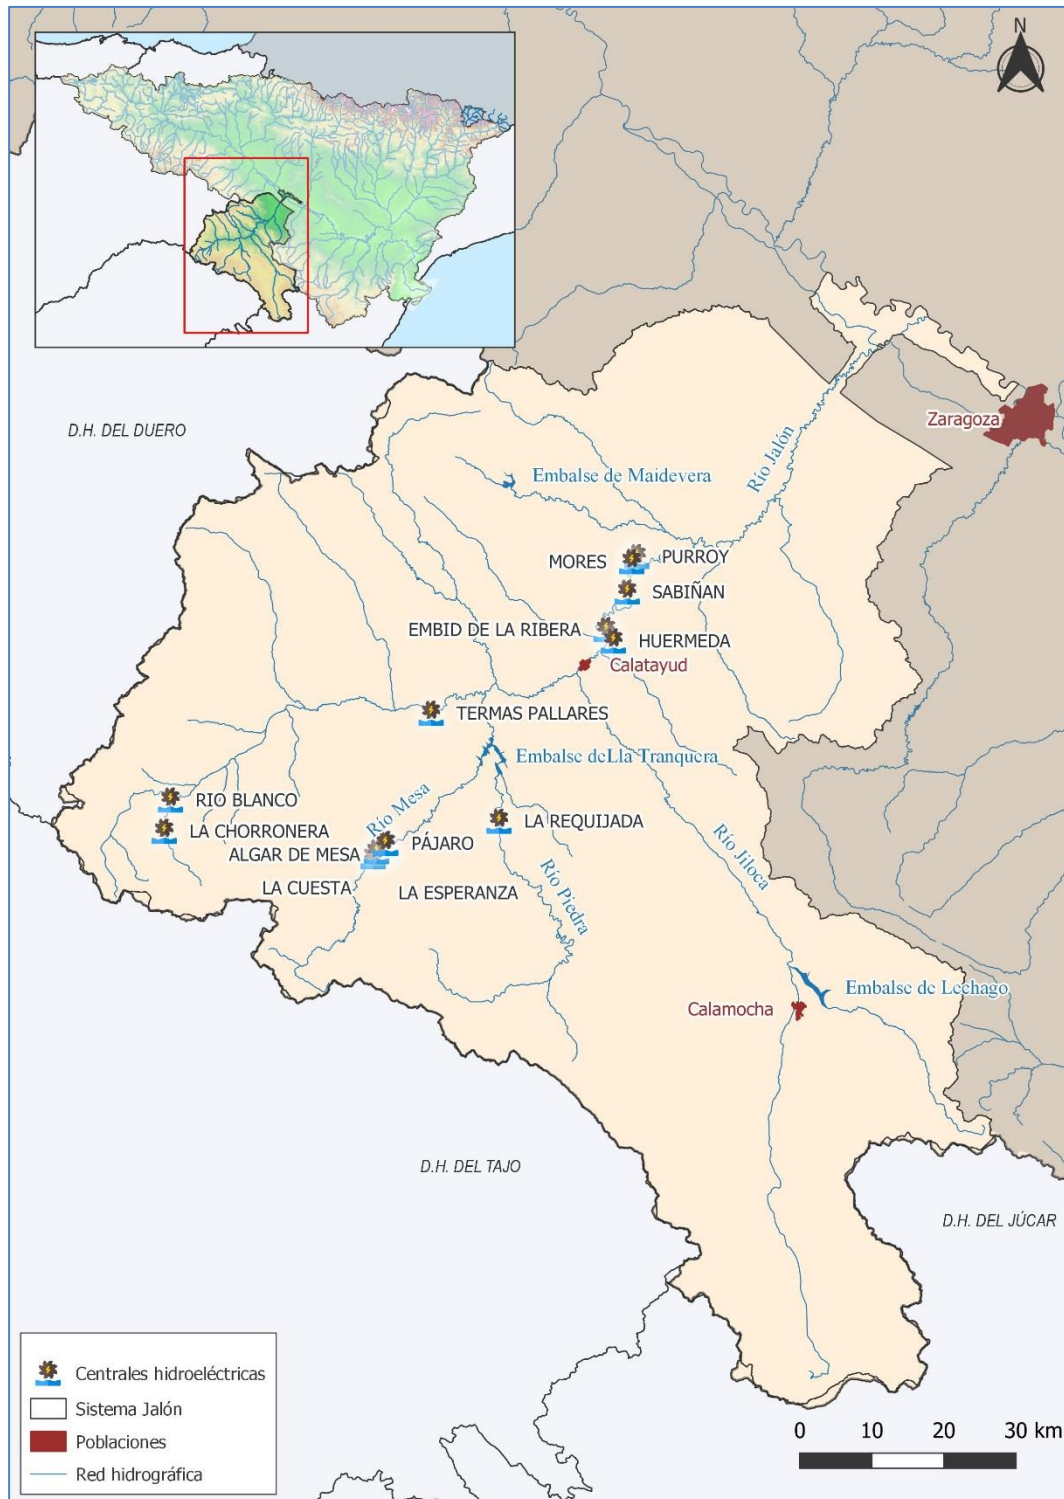 N
D.H. DEL DUERO
Zaragoza
Río Jalón
Embalse de Maidevera
MORES
PURROY
SABIÑAN
EMBID DE LA RIBERA
HUERMEDA
Calatayud
TERMAS PALLARES
Embalse deLla Tranquera
RIO BLANCO
Río Mesa
LA REQUIJADA
LA CHORRONERA
PÁJARO
ALGAR DE MESA
LA CUESTA
LA ESPERANZA
Río Piedra
Río Jiloca
Embalse de Lechago
Calamocha
D.H. DEL TAJO
D.H. DEL JÚCAR
Centrales hidroeléctricas
Sistema Jalón
Poblaciones
Red hidrográfica
0 10 20 30 km